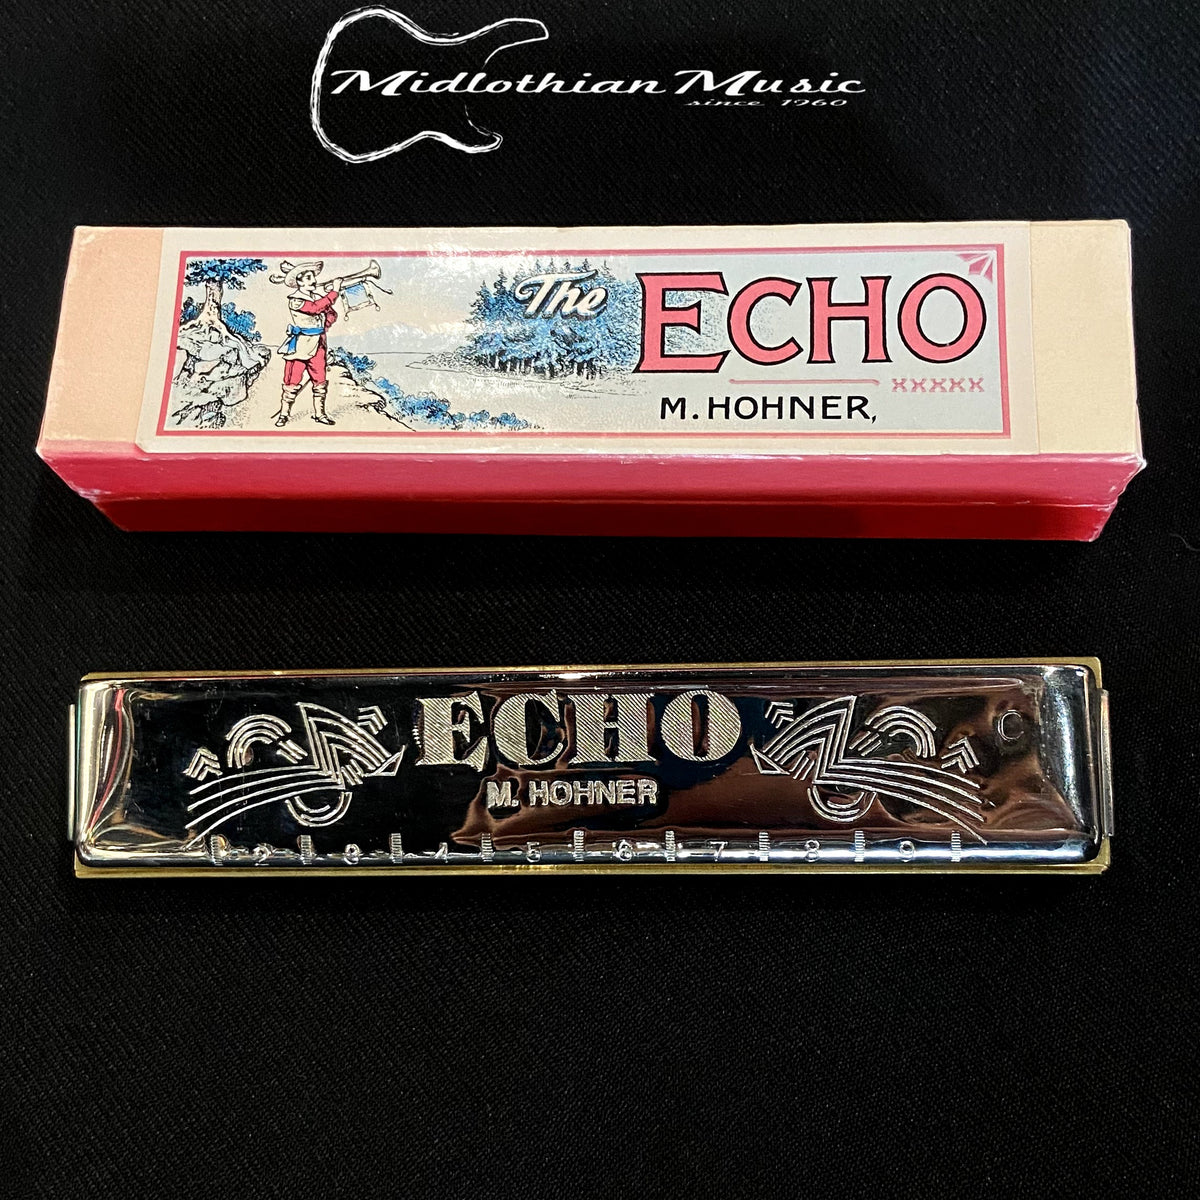 Midlothian Music
since 1960
The ECHO
XXXXX
M. HOHNER,
ECHO
C
M. HOHNER
2 3 4 5 6 7 8 9